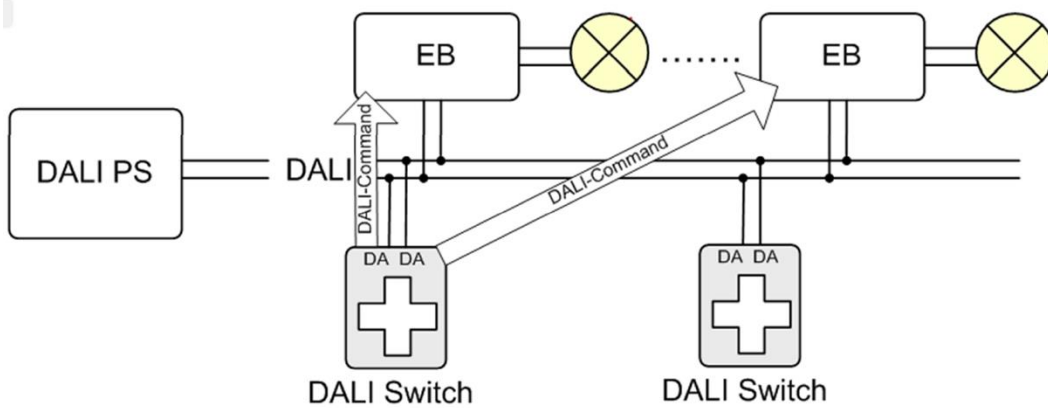 EB
EB
DALI PS
DALI
DALI-Command
DALI-Command
DA DA
DA DA
DALI Switch
DALI Switch